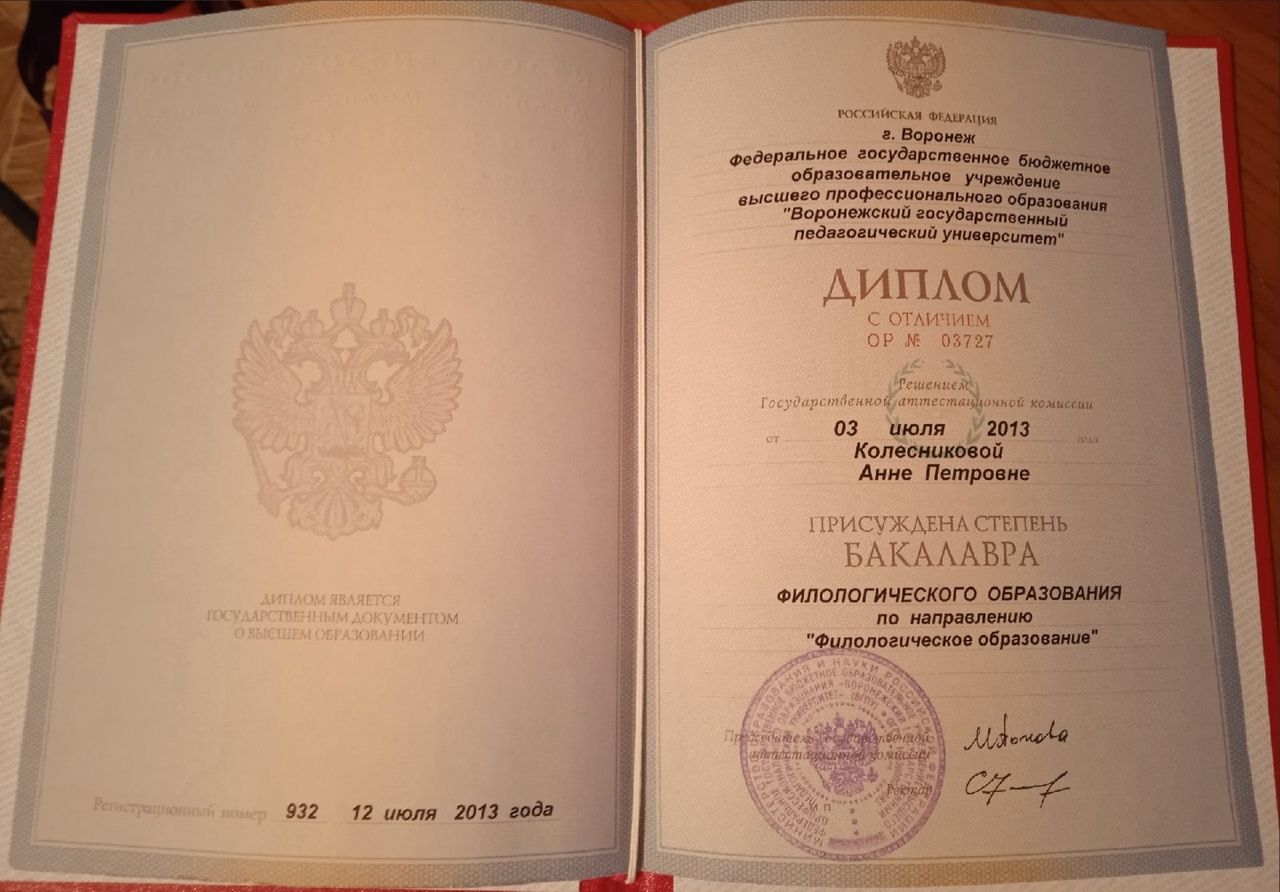 ДИПЛОМ ЯВЛЯЕТСЯ
ГОСУДАРСТВЕННЫМ ДОКУМЕНТОМ
О ВЫСШЕМ ОБРАЗОВАНИИ
Регистрационный номер 932 12 июля 2013 года
РОССИЙСКАЯ ФЕДЕРАЦИЯ
г. Воронеж
Федеральное государственное бюджетное
образовательное учреждение
высшего профессионального образования
"Воронежский государственный
педагогический университет"
ДИПЛОМ
С ОТЛИЧИЕМ
ОР № 03727
Решением
Государственной аттестационной комиссии
от 03 июля 2013 года
Колесниковой
Анне Петровне
ПРИСУЖДЕНА СТЕПЕНЬ
БАКАЛАВРА
ФИЛОЛОГИЧЕСКОГО ОБРАЗОВАНИЯ
по направлению
"Филологическое образование"
Председатель Государственной
аттестационной комиссии
Ректор